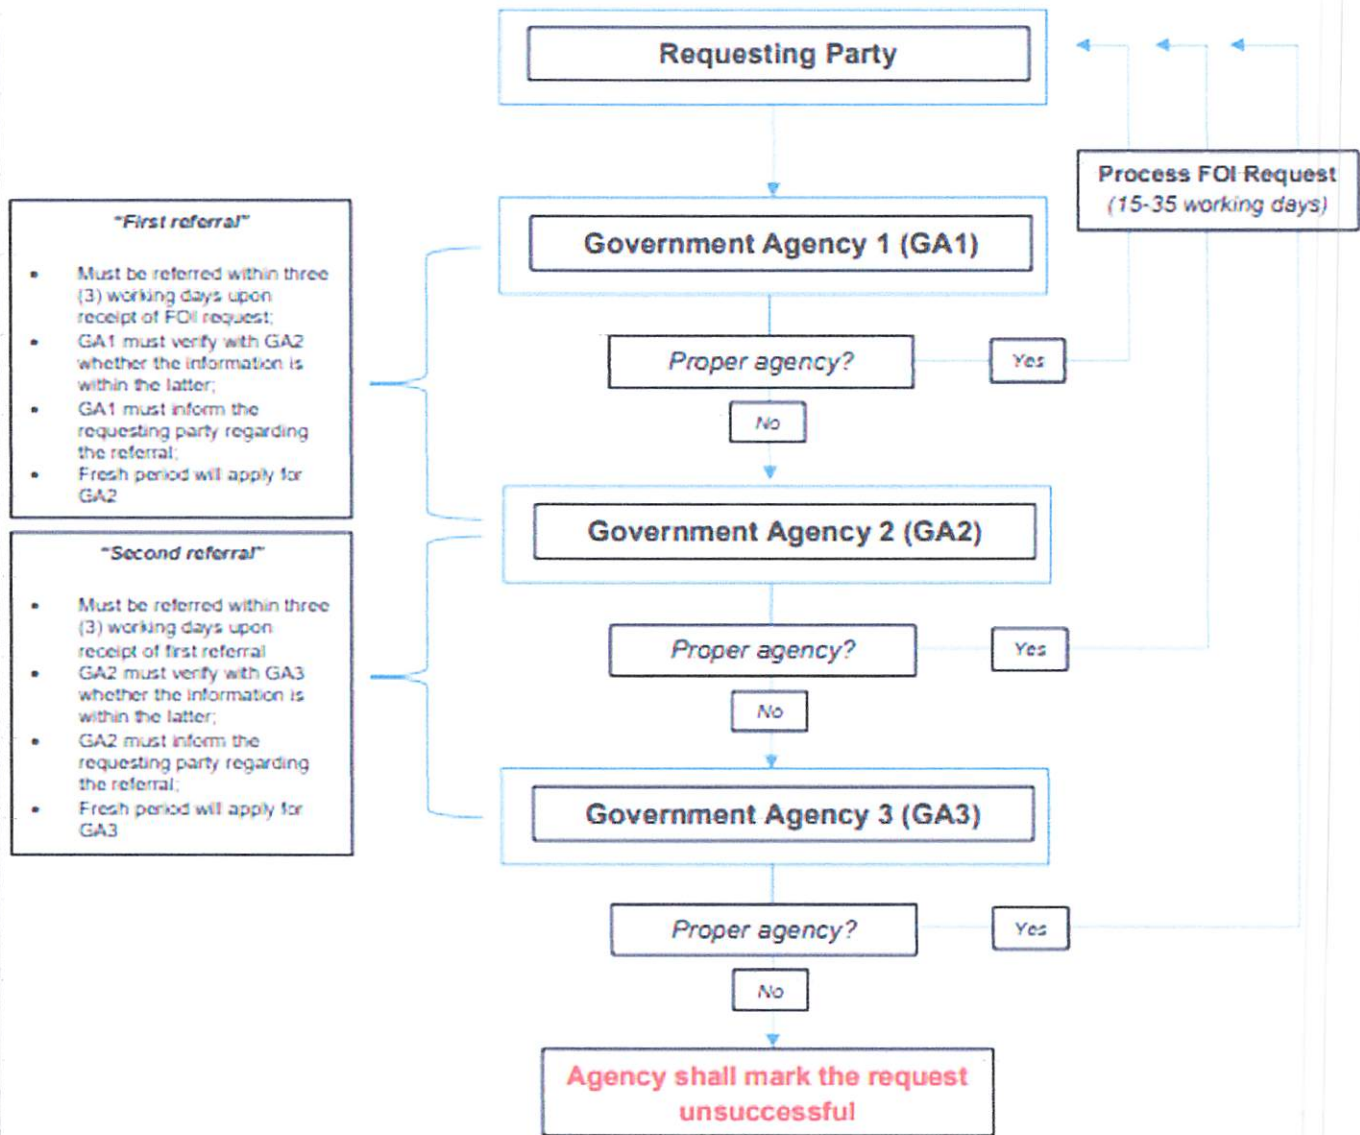 Requesting Party
Process FOI Request
(15-35 working days)
"First referral"
• Must be referred within three
(3) working days upon
receipt of FOI request;
• GA1 must verify with GA2
whether the information is
within the latter;
• GA1 must inform the
requesting party regarding
the referral;
• Fresh period will apply for
GA2
Government Agency 1 (GA1)
Proper agency?
Yes
No
"Second referral"
• Must be referred within three
(3) working days upon
receipt of first referral
• GA2 must verify with GA3
whether the information is
within the latter;
• GA2 must inform the
requesting party regarding
the referral;
• Fresh period will apply for
GA3
Government Agency 2 (GA2)
Proper agency?
Yes
No
Government Agency 3 (GA3)
Proper agency?
Yes
No
Agency shall mark the request
unsuccessful